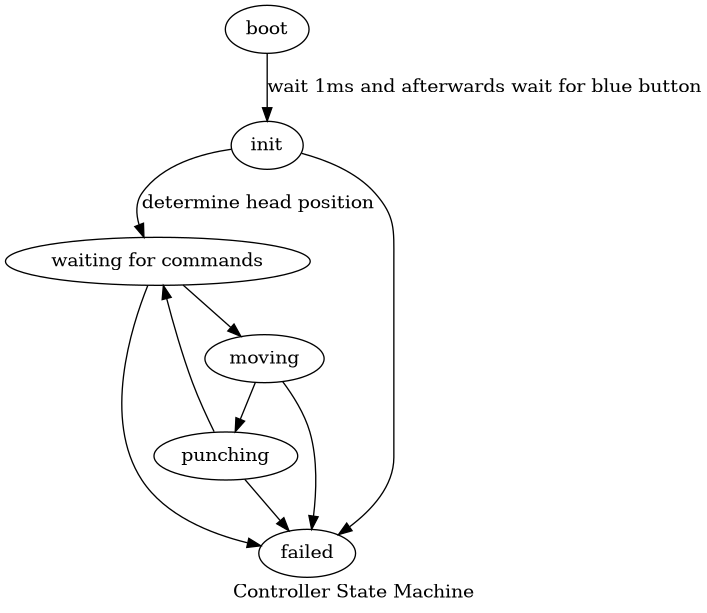 boot
wait 1ms and afterwards wait for blue button
init
determine head position
waiting for commands
moving
punching
failed
Controller State Machine